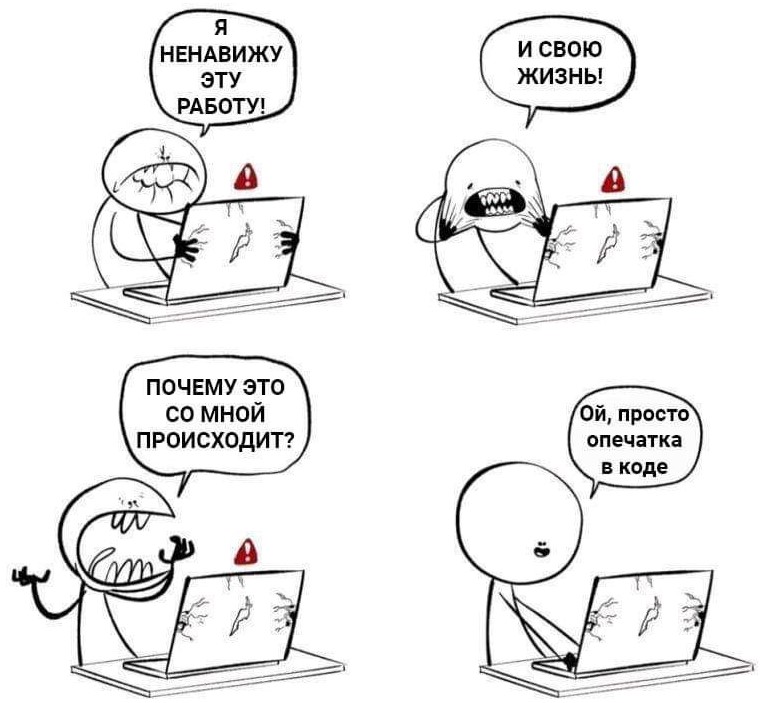 Я
НЕНАВИЖУ
ЭТУ
РАБОТУ!
И СВОЮ
ЖИЗНЬ!
ПОЧЕМУ ЭТО
СО МНОЙ
ПРОИСХОДИТ?
Ой, просто
опечатка
в коде